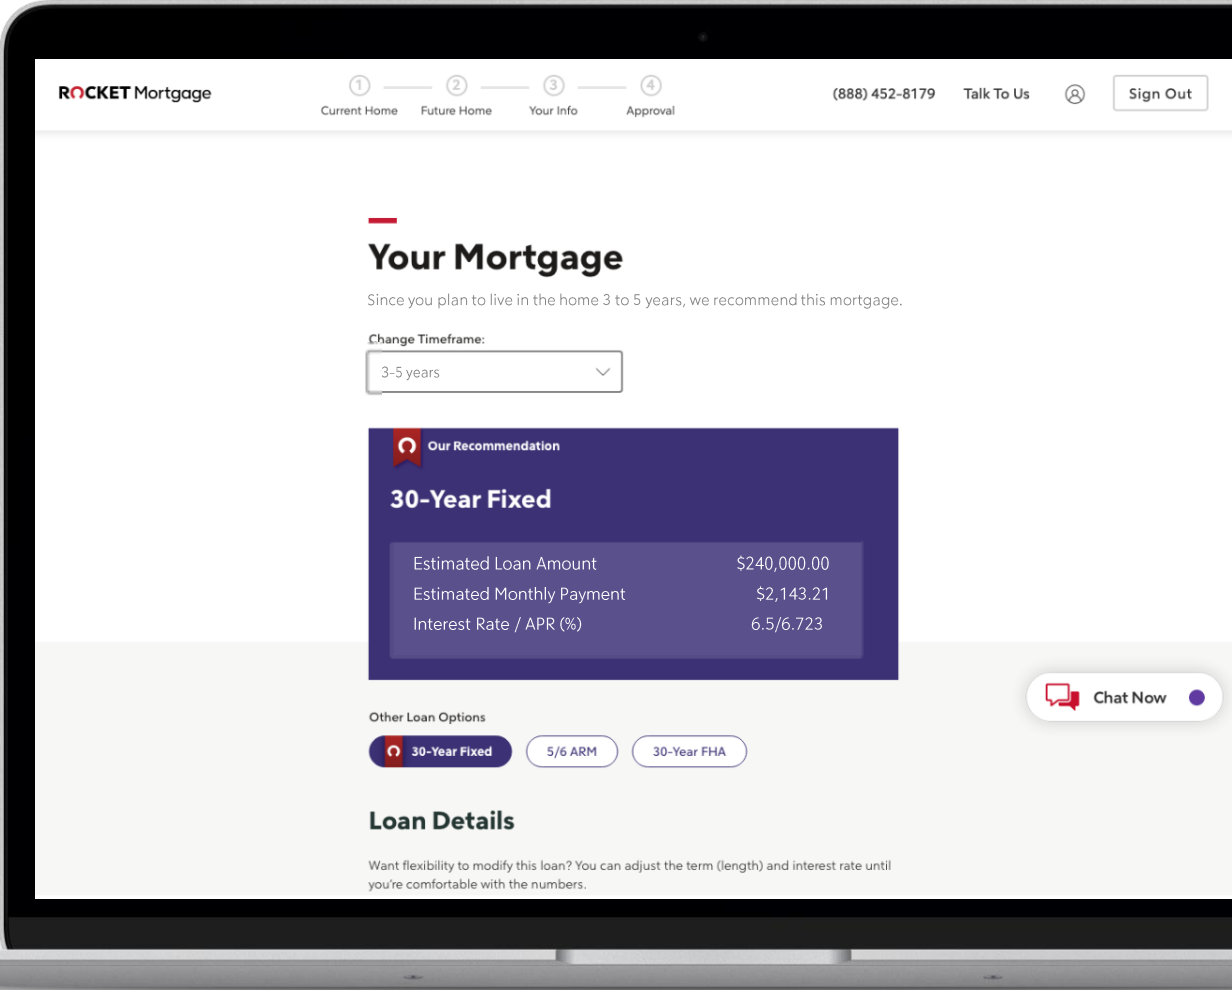 ROCKET Mortgage
1 2 3 4
Current Home Future Home Your Info Approval
(888) 452-8179 Talk To Us Sign Out
Your Mortgage
Since you plan to live in the home 3 to 5 years, we recommend this mortgage.
Change Timeframe:
3-5 years
Our Recommendation
30-Year Fixed
Estimated Loan Amount $240,000.00
Estimated Monthly Payment $2,143.21
Interest Rate / APR (%) 6.5/6.723
Chat Now
Other Loan Options
30-Year Fixed 5/6 ARM 30-Year FHA
Loan Details
Want flexibility to modify this loan? You can adjust the term (length) and interest rate until
you're comfortable with the numbers.